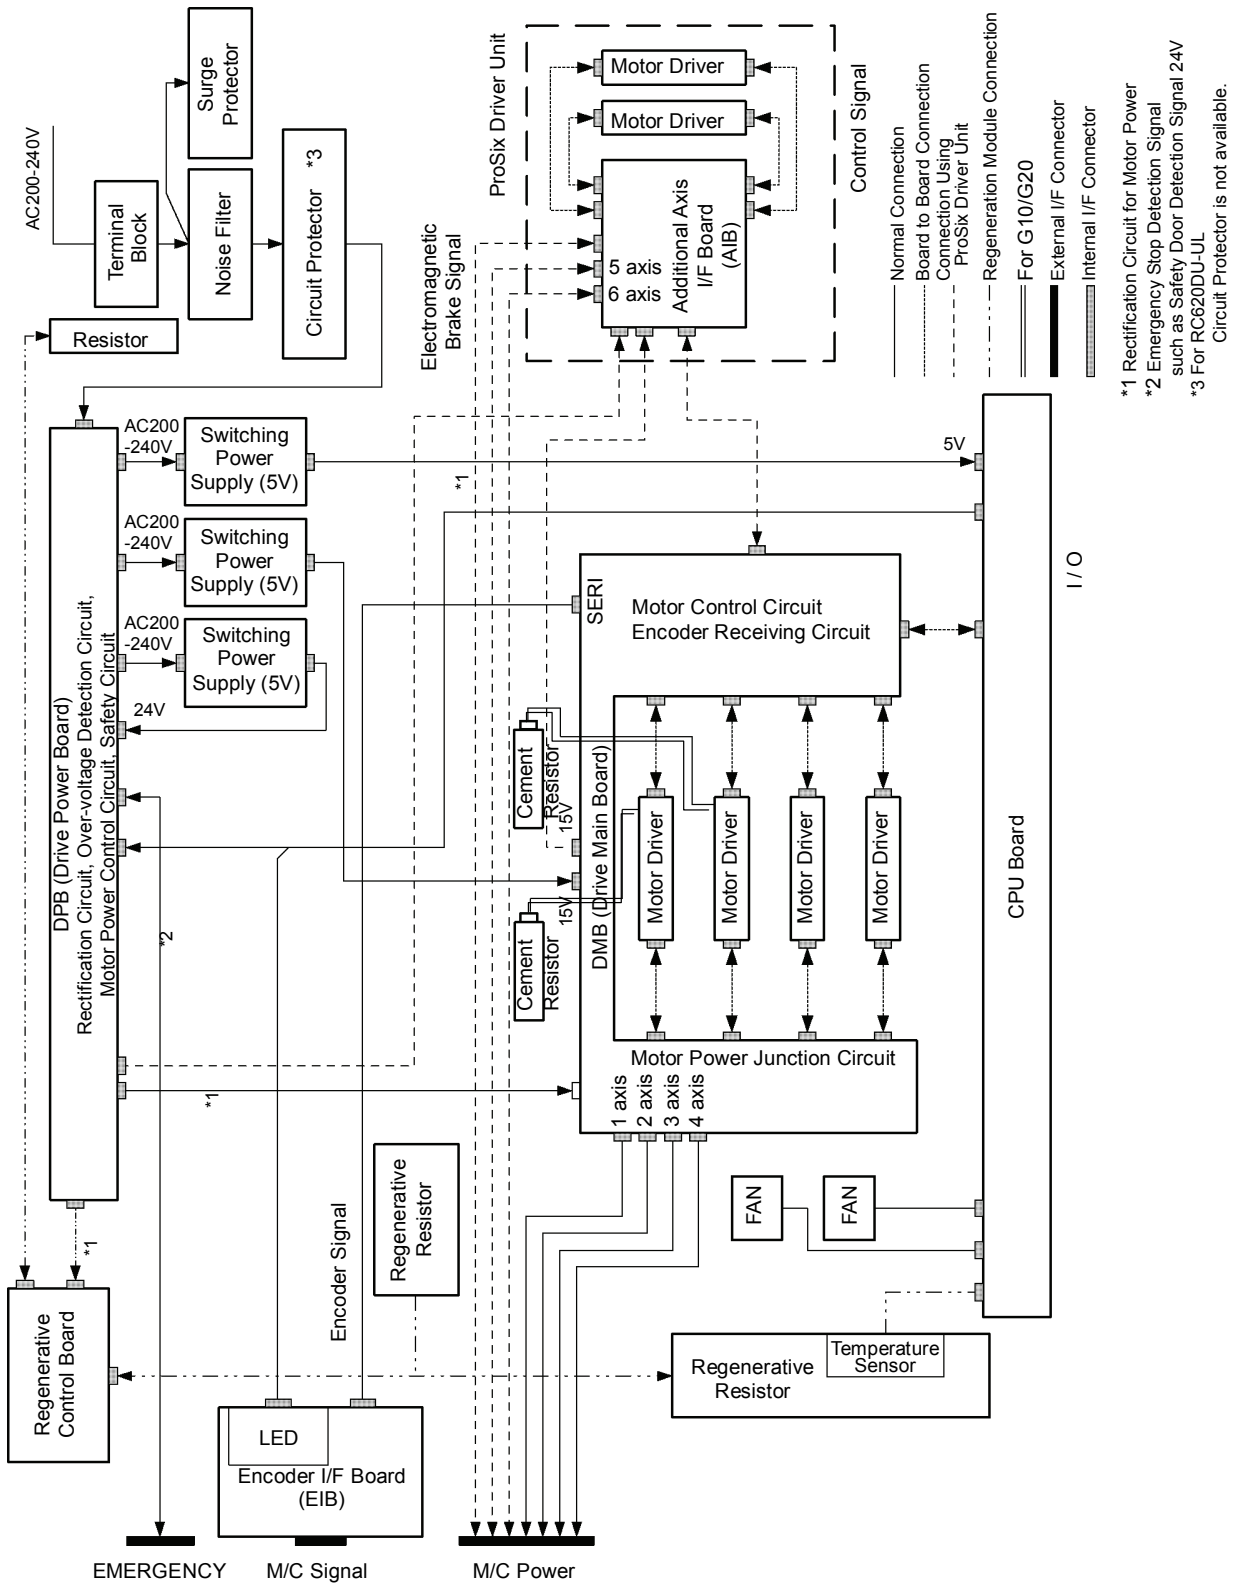 AC200-240V
Surge
Protector
Terminal
Block
Noise Filter
Circuit Protector *3
Resistor
ProSix Driver Unit
Motor Driver
Motor Driver
Additional Axis
I/F Board
(AIB)
5 axis
6 axis
Electromagnetic
Brake Signal
Control Signal
Normal Connection
Board to Board Connection
Connection Using
ProSix Driver Unit
Regeneration Module Connection
For G10/G20
External I/F Connector
Internal I/F Connector
*1 Rectification Circuit for Motor Power
*2 Emergency Stop Detection Signal
such as Safety Door Detection Signal 24V
*3 For RC620DU-UL
Circuit Protector is not available.
DPB (Drive Power Board)
Rectification Circuit, Over-voltage Detection Circuit,
Motor Power Control Circuit, Safety Circuit
AC200
-240V
Switching
Power
Supply (5V)
AC200
-240V
Switching
Power
Supply (5V)
AC200
-240V
Switching
Power
Supply (5V)
24V
*1
5V
*2
*1
*1
SERI
Motor Control Circuit
Encoder Receiving Circuit
DMB (Drive Main Board)
Cement
Resistor
15V
Cement
Resistor
15V
Motor Driver
Motor Driver
Motor Driver
Motor Driver
Motor Power Junction Circuit
1 axis
2 axis
3 axis
4 axis
I / O
CPU Board
FAN
FAN
Regenerative
Control Board
Encoder Signal
Regenerative
Resistor
Regenerative
Resistor
Temperature
Sensor
LED
Encoder I/F Board
(EIB)
EMERGENCY
M/C Signal
M/C Power